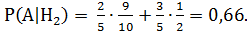 P(A|H₂) = 2/5 · 9/10 + 3/5 · 1/2 = 0,66.